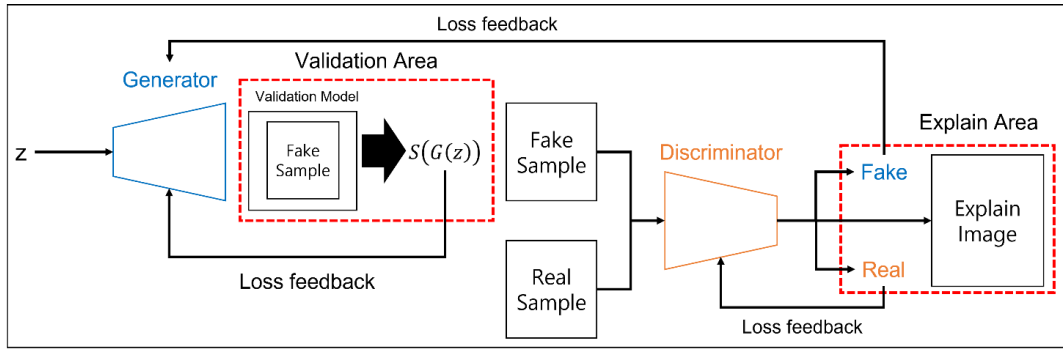 Loss feedback
Generator
Validation Area
Validation Model
z
Fake
Sample
S(G(z))
Loss feedback
Fake
Sample
Real
Sample
Discriminator
Explain Area
Fake
Real
Explain
Image
Loss feedback